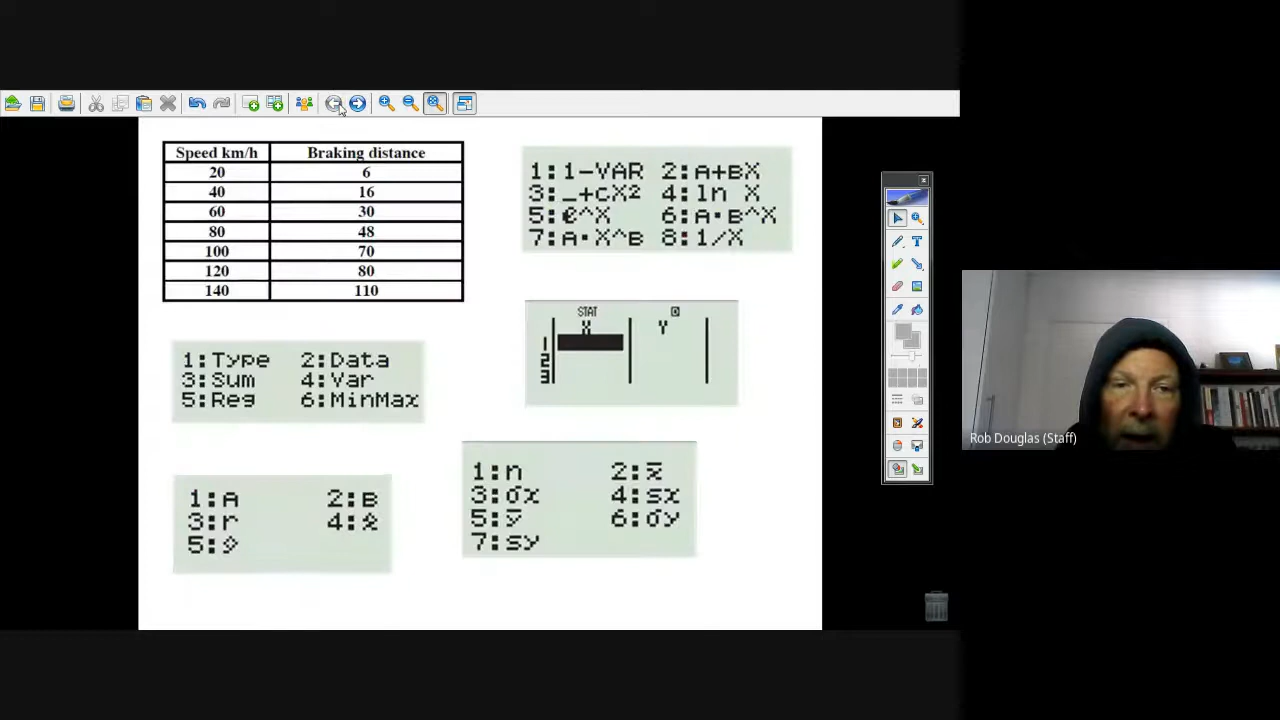 Speed km/h Braking distance
20 6
40 16
60 30
80 48
100 70
120 80
140 110
1:1-VAR 2:A+BX
3:_+CX² 4:ln X
5:e^X 6:A·B^X
7:A·X^B 8:1/X
STAT D
X Y
1
2
3
1:Type 2:Data
3:Sum 4:Var
5:Reg 6:MinMax
1:A 2:B
3:r 4:x̂
5:ŷ
1:n 2:x̄
3:σx 4:sx
5:ȳ 6:σy
7:sy
Rob Douglas (Staff)